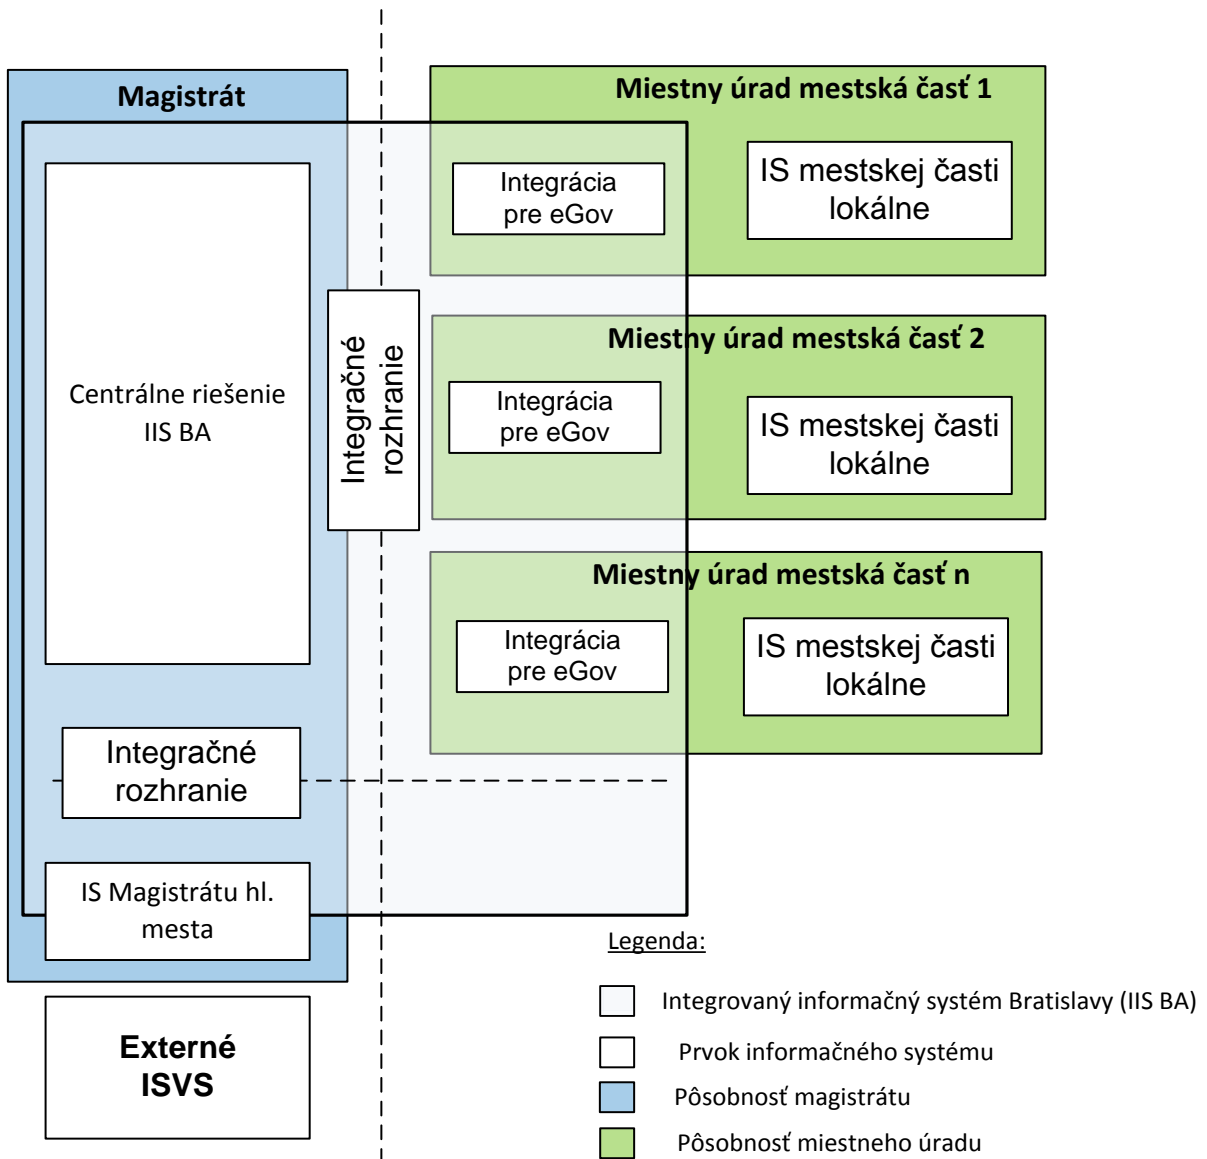 Magistrát
Centrálne riešenie
IIS BA
Integračné
rozhranie
Integračné
rozhranie
IS Magistrátu hl.
mesta
Externé
ISVS
Miestny úrad mestská časť 1
Integrácia
pre eGov
IS mestskej časti
lokálne
Miestny úrad mestská časť 2
Integrácia
pre eGov
IS mestskej časti
lokálne
Miestny úrad mestská časť n
Integrácia
pre eGov
IS mestskej časti
lokálne
Legenda:
Integrovaný informačný systém Bratislavy (IIS BA)
Prvok informačného systému
Pôsobnosť magistrátu
Pôsobnosť miestneho úradu